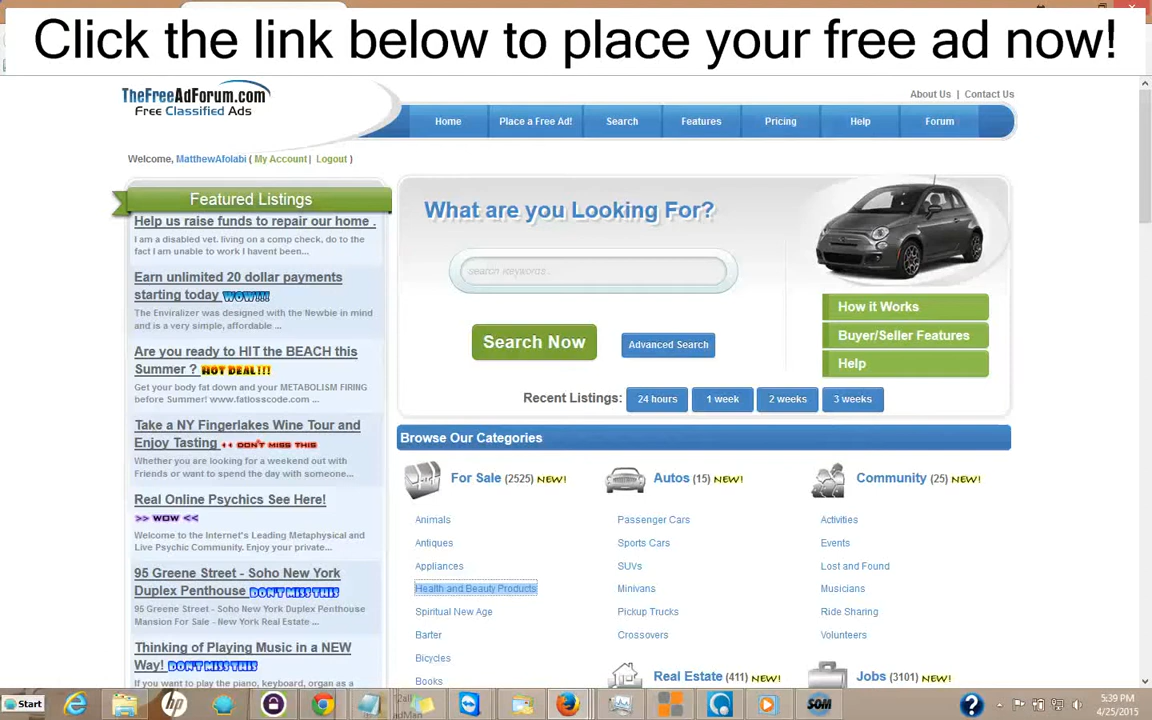 Click the link below to place your free ad now!
TheFreeAdForum.com
Free Classified Ads
About Us | Contact Us
Home
Place a Free Ad!
Search
Features
Pricing
Help
Forum
Welcome, MatthewAfolabi ( My Account | Logout )
Featured Listings
Help us raise funds to repair our home .
I am a disabled vet. living on a comp check, do to the
fact I am unable to work I havent been...
Earn unlimited 20 dollar payments
starting today WOW!!!
The Enviralizer was designed with the Newbie in mind
and is a very simple, affordable ...
Are you ready to HIT the BEACH this
Summer ? HOT DEAL!!!
Get your body fat down and your METABOLISM FIRING
before Summer! www.fatlosscode.com ...
Take a NY Fingerlakes Wine Tour and
Enjoy Tasting DON'T MISS THIS
Whether you are looking for a weekend out with
Friends or want to spend the day with someone...
Real Online Psychics See Here!
>> WOW <<
Welcome to the Internet's Leading Metaphysical and
Live Psychic Community. Enjoy your private...
95 Greene Street - Soho New York
Duplex Penthouse DON'T MISS THIS
95 Greene Street - Soho New York Duplex Penthouse
Mansion For Sale - New York Real Estate ...
Thinking of Playing Music in a NEW
Way! DON'T MISS THIS
If you want to play the piano, keyboard, organ as a
What are you Looking For?
search keywords..
Search Now
Advanced Search
How it Works
Buyer/Seller Features
Help
Recent Listings: 24 hours 1 week 2 weeks 3 weeks
Browse Our Categories
For Sale (2525) NEW!
Animals
Antiques
Appliances
Health and Beauty Products
Spiritual New Age
Barter
Bicycles
Books
Autos (15) NEW!
Passenger Cars
Sports Cars
SUVs
Minivans
Pickup Trucks
Crossovers
Real Estate (411) NEW!
Community (25) NEW!
Activities
Events
Lost and Found
Musicians
Ride Sharing
Volunteers
Jobs (3101) NEW!
Start
hp
SOM
5:39 PM
4/25/2015